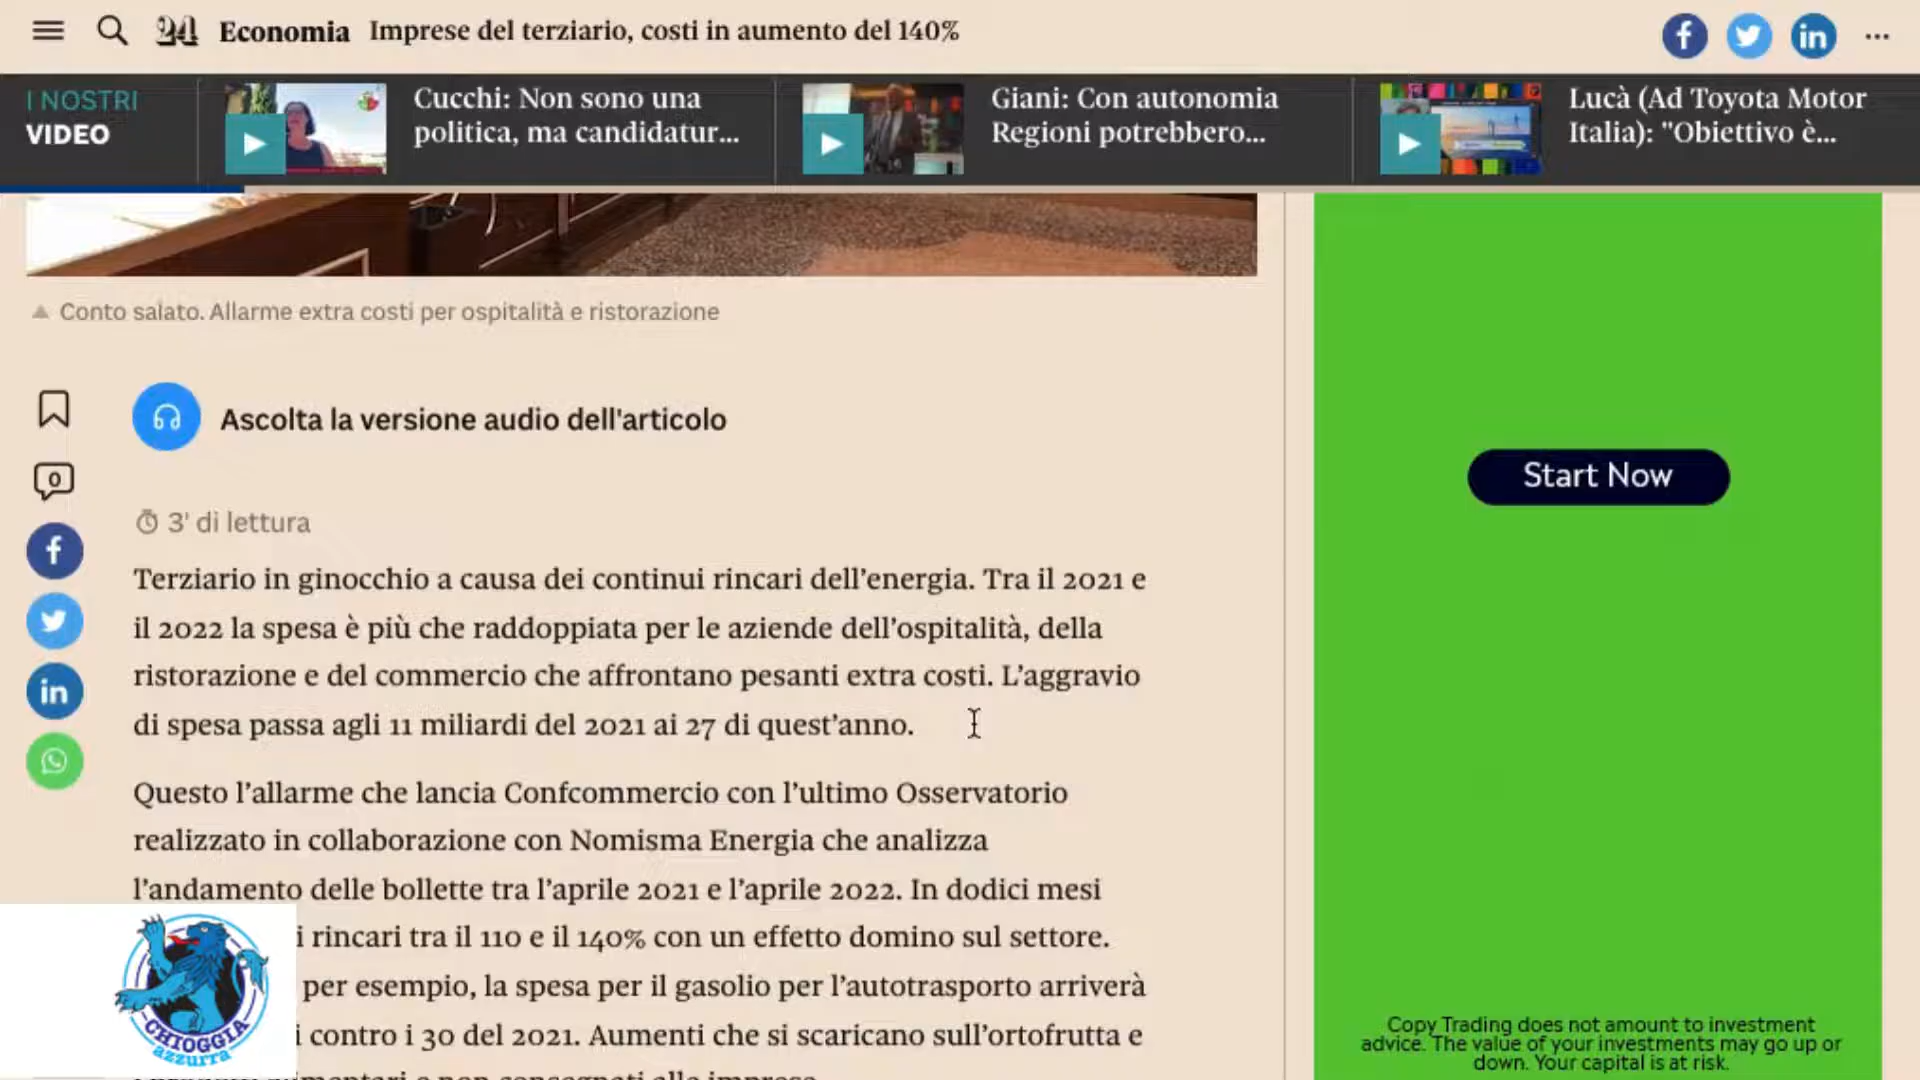 24 Economia Imprese del terziario, costi in aumento del 140%
I NOSTRI
VIDEO
Cucchi: Non sono una
politica, ma candidatur...
Giani: Con autonomia
Regioni potrebbero...
Lucà (Ad Toyota Motor
Italia): "Obiettivo è...
Conto salato. Allarme extra costi per ospitalità e ristorazione
Ascolta la versione audio dell'articolo
0
3' di lettura
Terziario in ginocchio a causa dei continui rincari dell'energia. Tra il 2021 e
il 2022 la spesa è più che raddoppiata per le aziende dell'ospitalità, della
ristorazione e del commercio che affrontano pesanti extra costi. L'aggravio
di spesa passa agli 11 miliardi del 2021 ai 27 di quest'anno.
Questo l'allarme che lancia Confcommercio con l'ultimo Osservatorio
realizzato in collaborazione con Nomisma Energia che analizza
l'andamento delle bollette tra l'aprile 2021 e l'aprile 2022. In dodici mesi
i rincari tra il 110 e il 140% con un effetto domino sul settore.
per esempio, la spesa per il gasolio per l'autotrasporto arriverà
i contro i 30 del 2021. Aumenti che si scaricano sull'ortofrutta e
CHIOGGIA
azzurra
Start Now
Copy Trading does not amount to investment
advice. The value of your investments may go up or
down. Your capital is at risk.